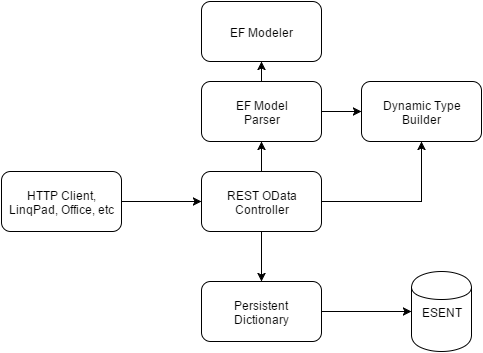 EF Modeler
EF Model
Parser
Dynamic Type
Builder
HTTP Client,
LinqPad, Office, etc
REST OData
Controller
Persistent
Dictionary
ESENT